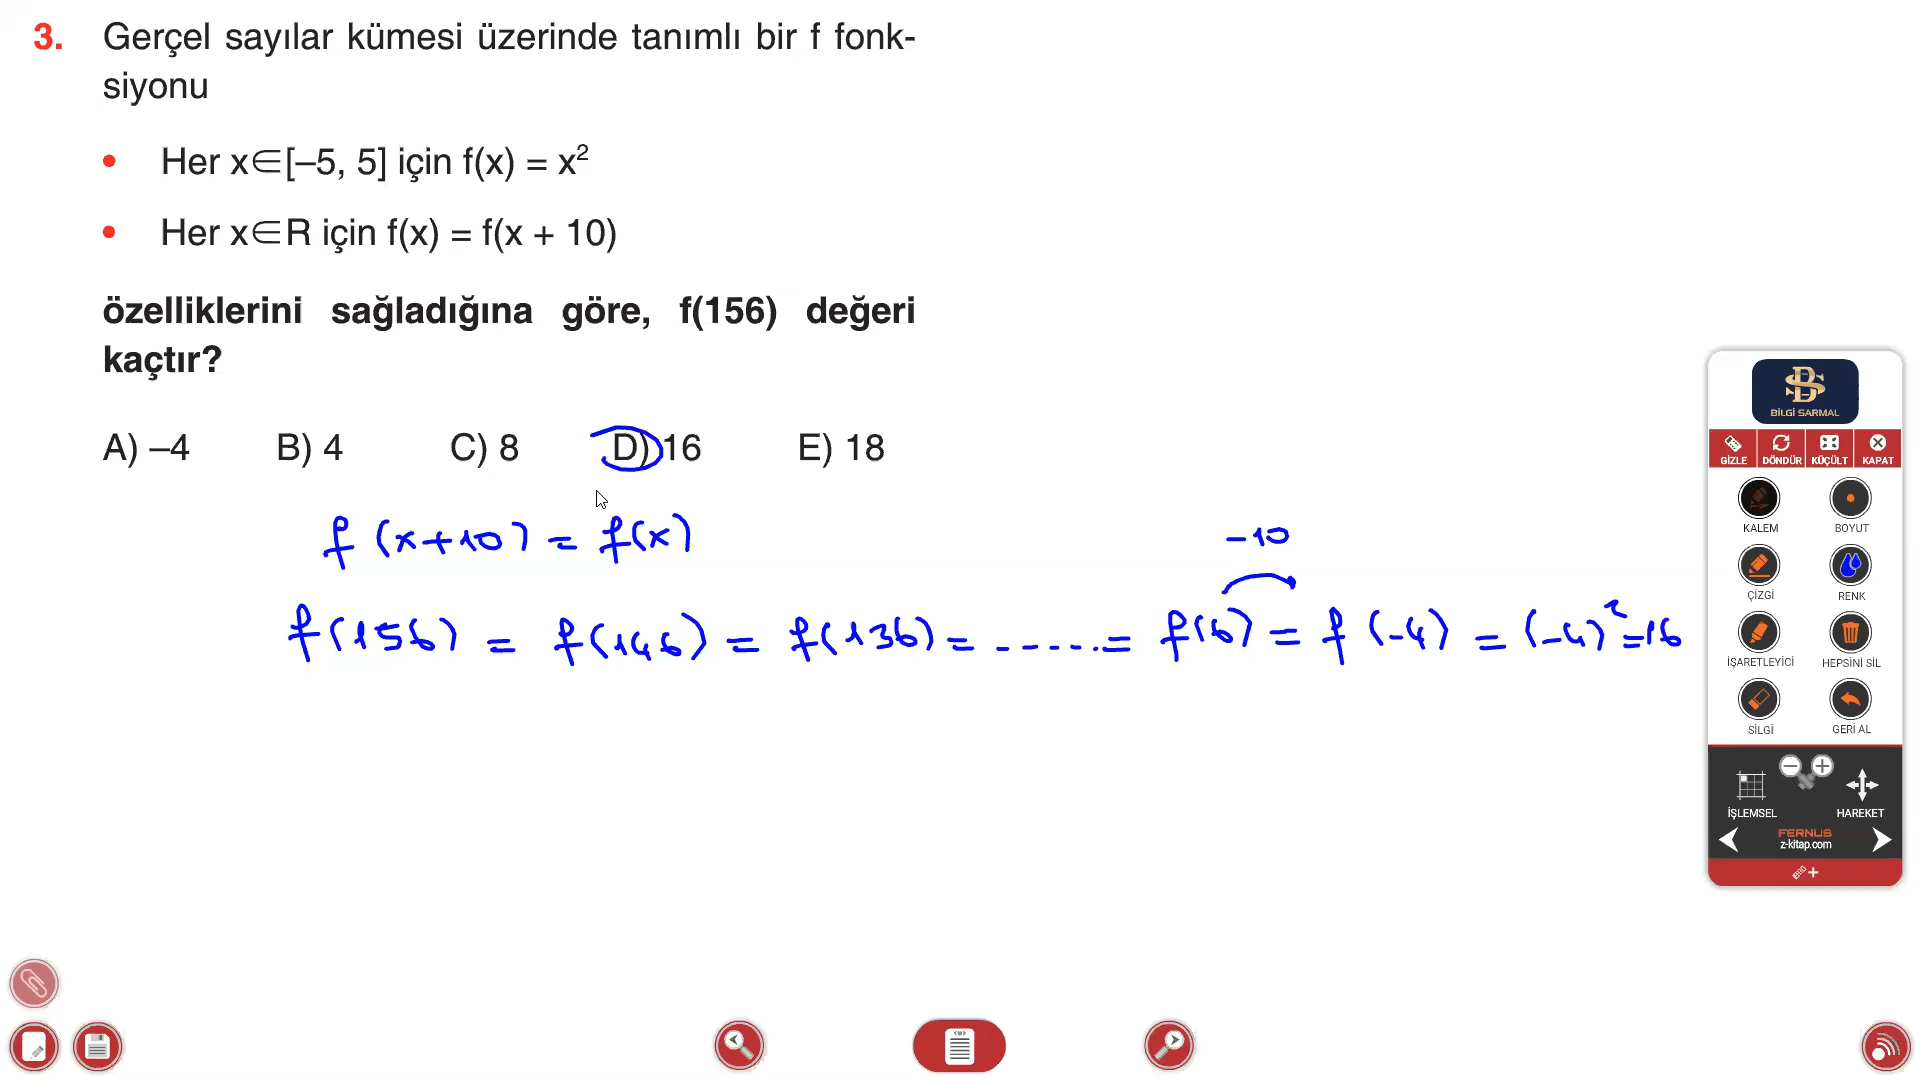 3. Gerçel sayılar kümesi üzerinde tanımlı bir f fonk-
siyonu
• Her x∈[–5, 5] için f(x) = x²
• Her x∈R için f(x) = f(x + 10)
özelliklerini sağladığına göre, f(156) değeri
kaçtır?
A) –4 B) 4 C) 8 D) 16 E) 18
f(x+10) = f(x)
-10
f(156) = f(146) = f(136) = ...... = f(6) = f(-4) = (-4)² = 16
BİLGİ SARMAL
GİZLE DÖNDÜR KÜÇÜLT KAPAT
KALEM BOYUT
ÇİZGİ RENK
İŞARETLEYİCİ HEPSİNİ SİL
SİLGİ GERİ AL
İŞLEMSEL HAREKET
FERNUS
z-kitap.com